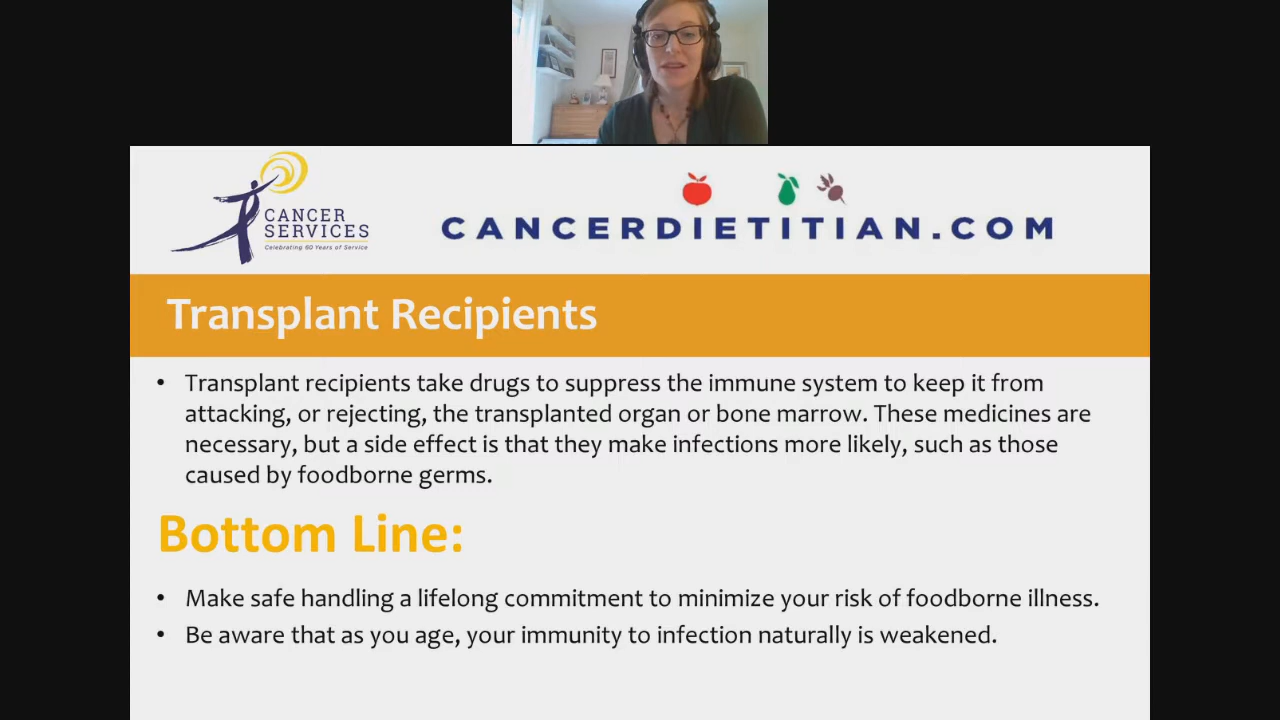 CANCER
SERVICES
Celebrating 60 Years of Service
CANCERDIETITIAN.COM
Transplant Recipients
• Transplant recipients take drugs to suppress the immune system to keep it from
attacking, or rejecting, the transplanted organ or bone marrow. These medicines are
necessary, but a side effect is that they make infections more likely, such as those
caused by foodborne germs.
Bottom Line:
• Make safe handling a lifelong commitment to minimize your risk of foodborne illness.
• Be aware that as you age, your immunity to infection naturally is weakened.